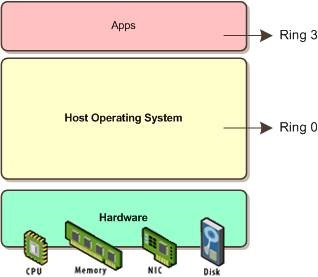 Apps
Ring 3
Host Operating System
Ring 0
Hardware
CPU
Memory
NIC
Disk